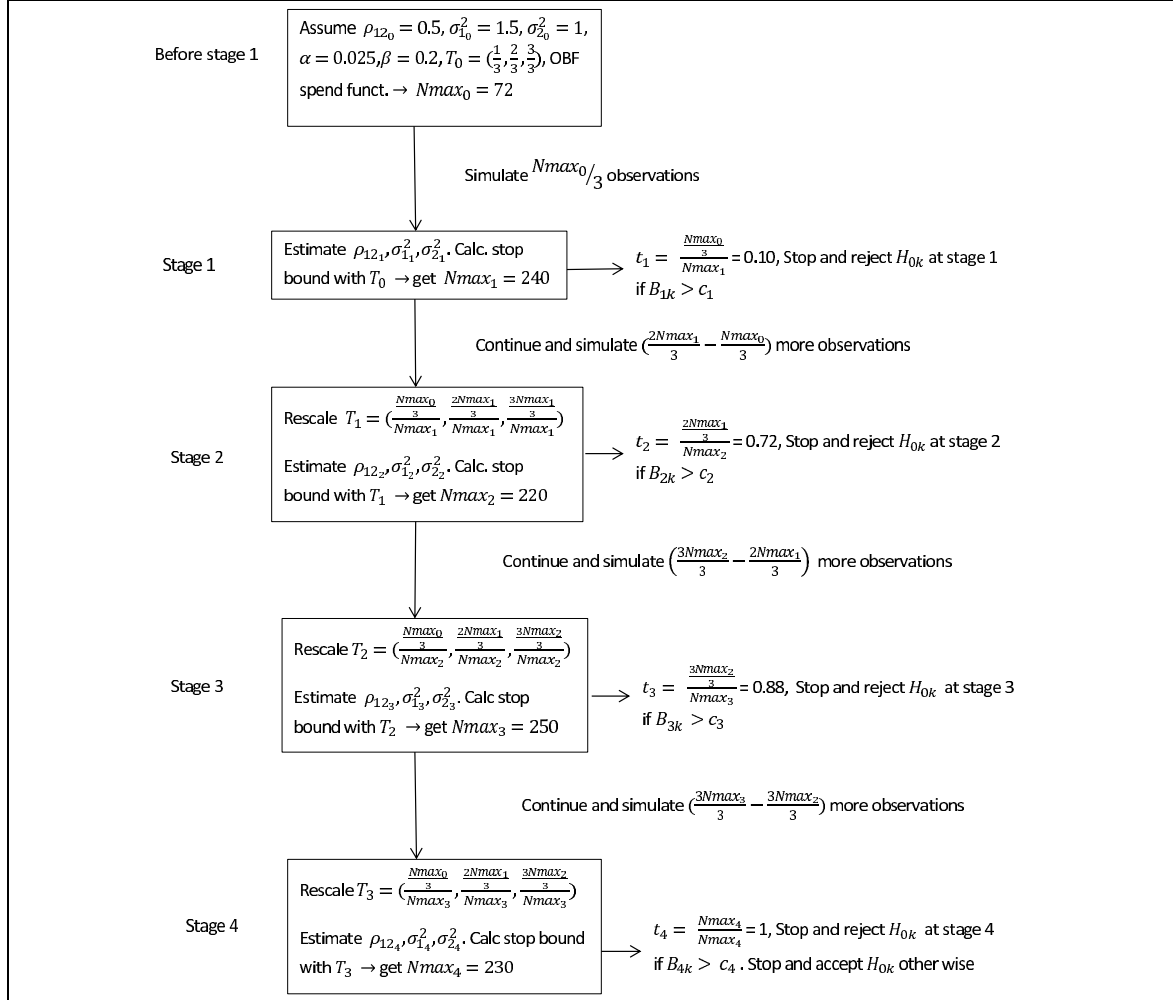 Before stage 1
Assume ρ₁₂₀ = 0.5, σ²₁₀ = 1.5, σ²₂₀ = 1,
α = 0.025,β = 0.2, T₀ = (1/3, 2/3, 3/3), OBF
spend funct. → Nmax₀ = 72
Simulate Nmax₀/3 observations
Stage 1
Estimate ρ₁₂₁,σ²₁₁,σ²₂₁. Calc. stop
bound with T₀ → get Nmax₁ = 240
t₁ = (Nmax₀/3)/Nmax₁ = 0.10, Stop and reject H₀ₖ at stage 1
if B₁ₖ > c₁
Continue and simulate (2Nmax₁/3 − Nmax₀/3) more observations
Stage 2
Rescale T₁ = ((Nmax₀/3)/Nmax₁, (2Nmax₁/3)/Nmax₁, (3Nmax₁/3)/Nmax₁)
Estimate ρ₁₂₂,σ²₁₂,σ²₂₂. Calc. stop
bound with T₁ → get Nmax₂ = 220
t₂ = (2Nmax₁/3)/Nmax₂ = 0.72, Stop and reject H₀ₖ at stage 2
if B₂ₖ > c₂
Continue and simulate (3Nmax₂/3 − 2Nmax₁/3) more observations
Stage 3
Rescale T₂ = ((Nmax₀/3)/Nmax₂, (2Nmax₁/3)/Nmax₂, (3Nmax₂/3)/Nmax₂)
Estimate ρ₁₂₃,σ²₁₃,σ²₂₃. Calc stop
bound with T₂ → get Nmax₃ = 250
t₃ = (3Nmax₂/3)/Nmax₃ = 0.88, Stop and reject H₀ₖ at stage 3
if B₃ₖ > c₃
Continue and simulate (3Nmax₃/3 − 3Nmax₂/3) more observations
Stage 4
Rescale T₃ = ((Nmax₀/3)/Nmax₃, (2Nmax₁/3)/Nmax₃, (3Nmax₂/3)/Nmax₃)
Estimate ρ₁₂₄,σ²₁₄,σ²₂₄. Calc stop bound
with T₃ → get Nmax₄ = 230
t₄ = Nmax₄/Nmax₄ = 1, Stop and reject H₀ₖ at stage 4
if B₄ₖ > c₄ . Stop and accept H₀ₖ other wise